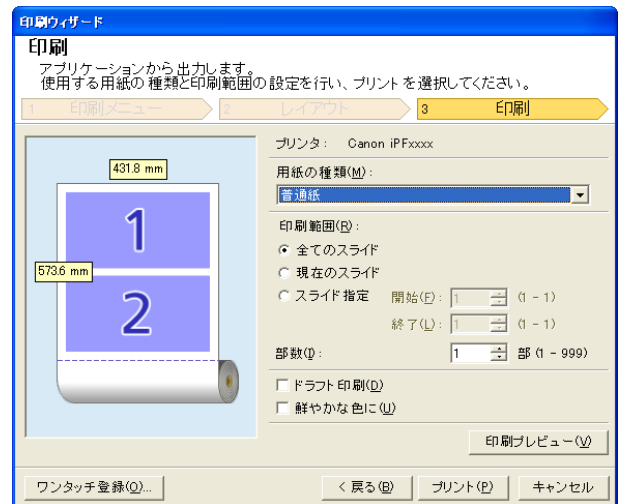 印刷ウィザード
印刷
アプリケーションから出力します。
使用する用紙の種類と印刷範囲の設定を行い、プリントを選択してください。
1 印刷メニュー 2 レイアウト 3 印刷
プリンタ： Canon iPFxxxx
431.8 mm
用紙の種類(M):
普通紙
1
印刷範囲(R):
全てのスライド
573.6 mm
現在のスライド
2
スライド指定 開始(F): 1 (1 - 1)
終了(L): 1 (1 - 1)
部数(I): 1 部 (1 - 999)
ドラフト印刷(D)
鮮やかな色に(U)
印刷プレビュー(V)
ワンタッチ登録(O)... < 戻る(B) プリント(P) キャンセル